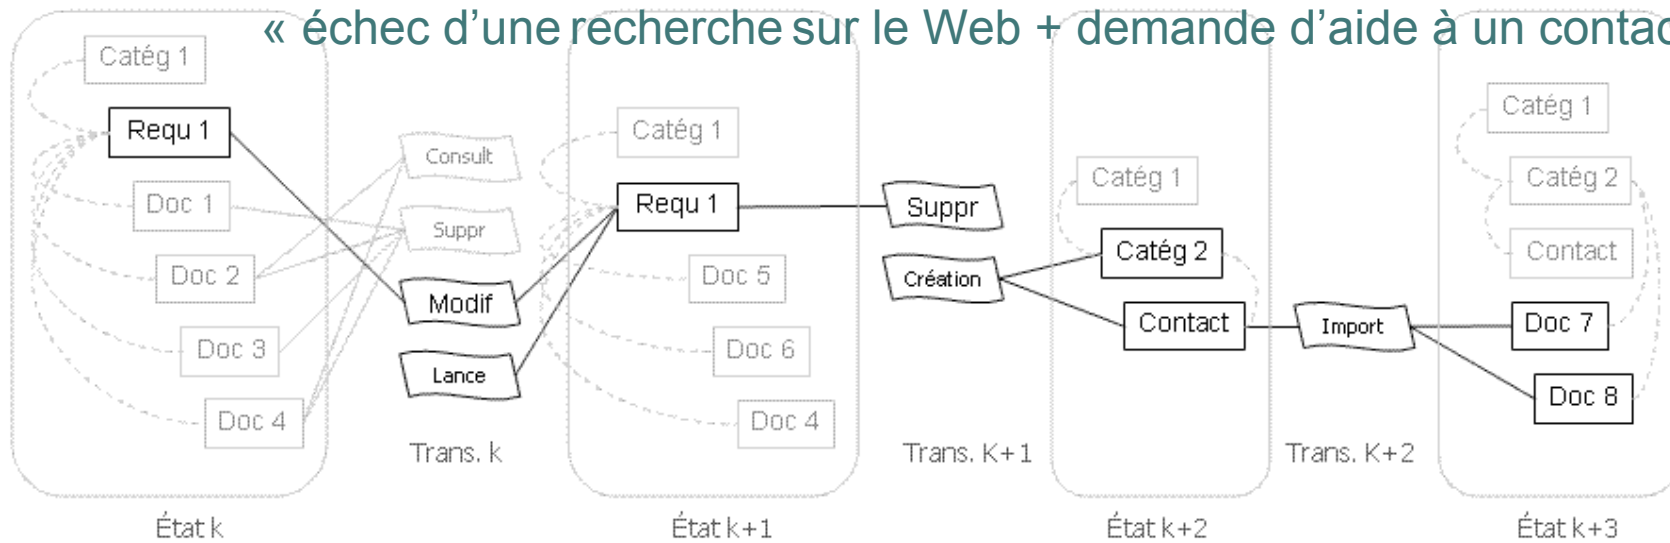 « échec d’une recherche sur le Web + demande d’aide à un contac
Catég 1
Requ 1
Doc 1
Doc 2
Doc 3
Doc 4
État k
Consult
Suppr
Modif
Lance
Trans. k
Catég 1
Requ 1
Doc 5
Doc 6
Doc 4
État k+1
Suppr
Création
Trans. K+1
Catég 1
Catég 2
Contact
État k+2
Import
Trans. K+2
Catég 1
Catég 2
Contact
Doc 7
Doc 8
État k+3